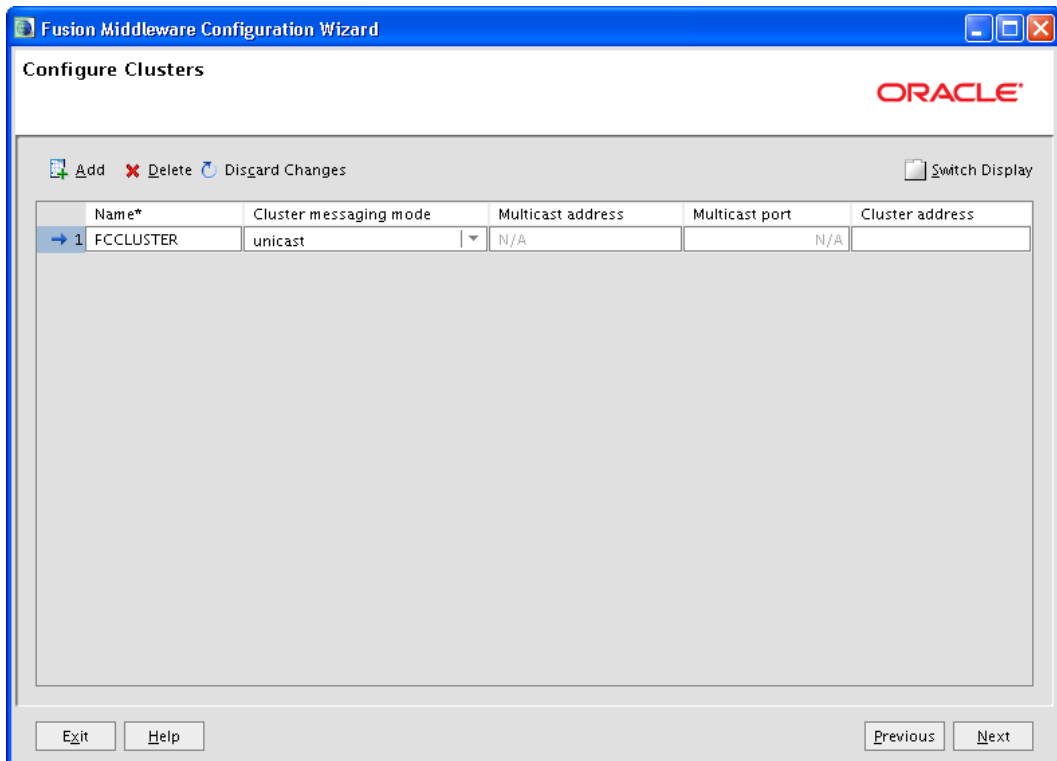 Fusion Middleware Configuration Wizard
Configure Clusters
ORACLE
Add Delete Discard Changes Switch Display
Name* Cluster messaging mode Multicast address Multicast port Cluster address
1 FCCLUSTER unicast N/A N/A
Exit Help Previous Next